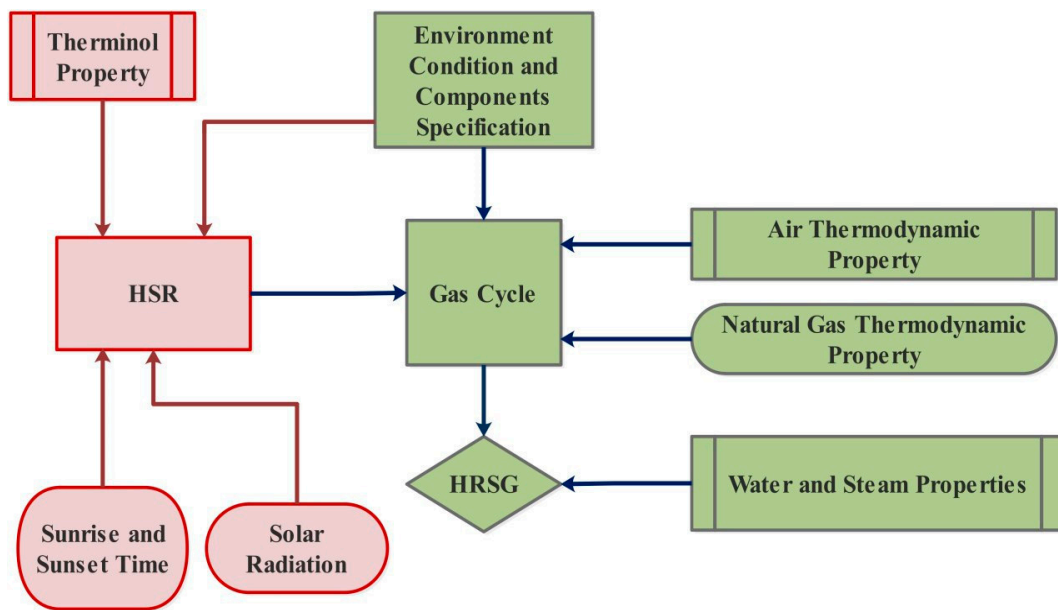 Therminol
Property
Environment
Condition and
Components
Specification
HSR
Gas Cycle
Air Thermodynamic
Property
Natural Gas Thermodynamic
Property
HRSG
Water and Steam Properties
Sunrise and
Sunset Time
Solar
Radiation